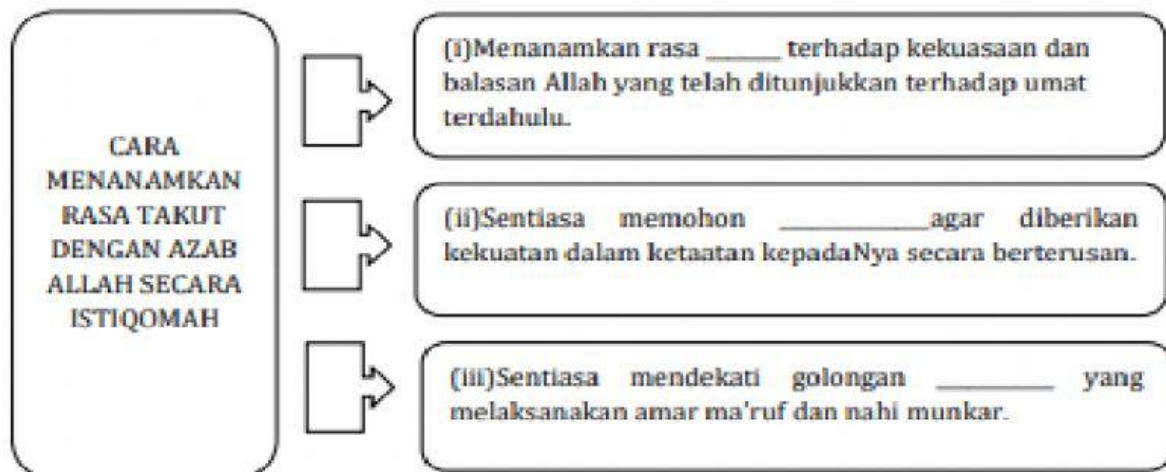 CARA
MENANAMKAN
RASA TAKUT
DENGAN AZAB
ALLAH SECARA
ISTIQOMAH
(i)Menanamkan rasa ______ terhadap kekuasaan dan
balasan Allah yang telah ditunjukkan terhadap umat
terdahulu.
(ii)Sentiasa memohon ____________agar diberikan
kekuatan dalam ketaatan kepadaNya secara berterusan.
(iii)Sentiasa mendekati golongan __________ yang
melaksanakan amar ma'ruf dan nahi munkar.